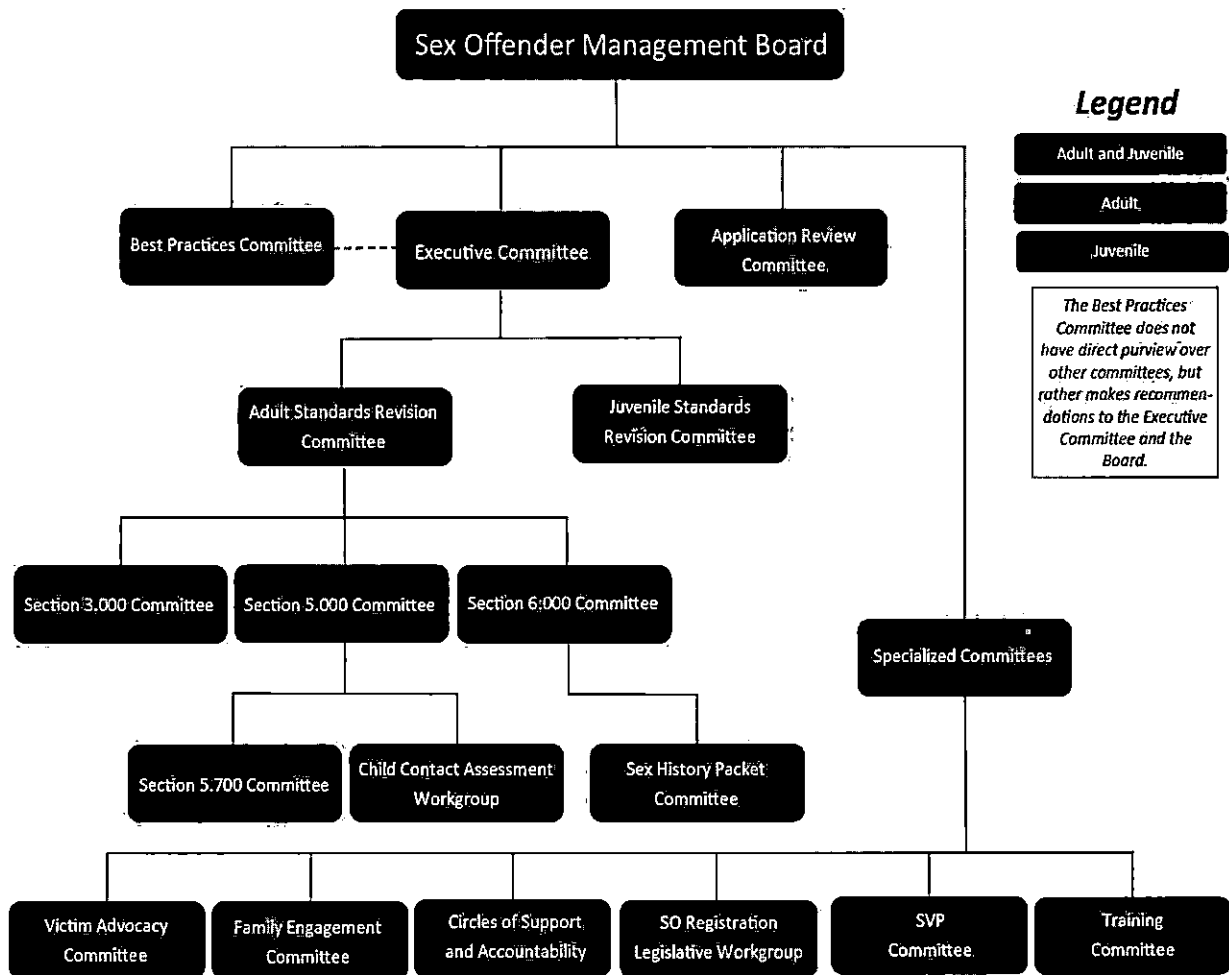 Sex Offender Management Board
Legend
Adult and Juvenile
Adult
Juvenile
The Best Practices
Committee does not
have direct purview over
other committees, but
rather makes recommen-
dations to the Executive
Committee and the
Board.
Best Practices Committee
Executive
Committee
Application Review
Committee
Adult Standards Revision
Committee
Juvenile Standards
Revision Committee
Section 3.000 Committee
Section 5.000 Committee
Section 6.000 Committee
Specialized Committees
Section 5.700 Committee
Child Contact Assessment
Workgroup
Sex History Packet
Committee
Victim Advocacy
Committee
Family Engagement
Committee
Circles of Support
and Accountability
SO Registration
Legislative Workgroup
SVP
Committee
Training
Committee